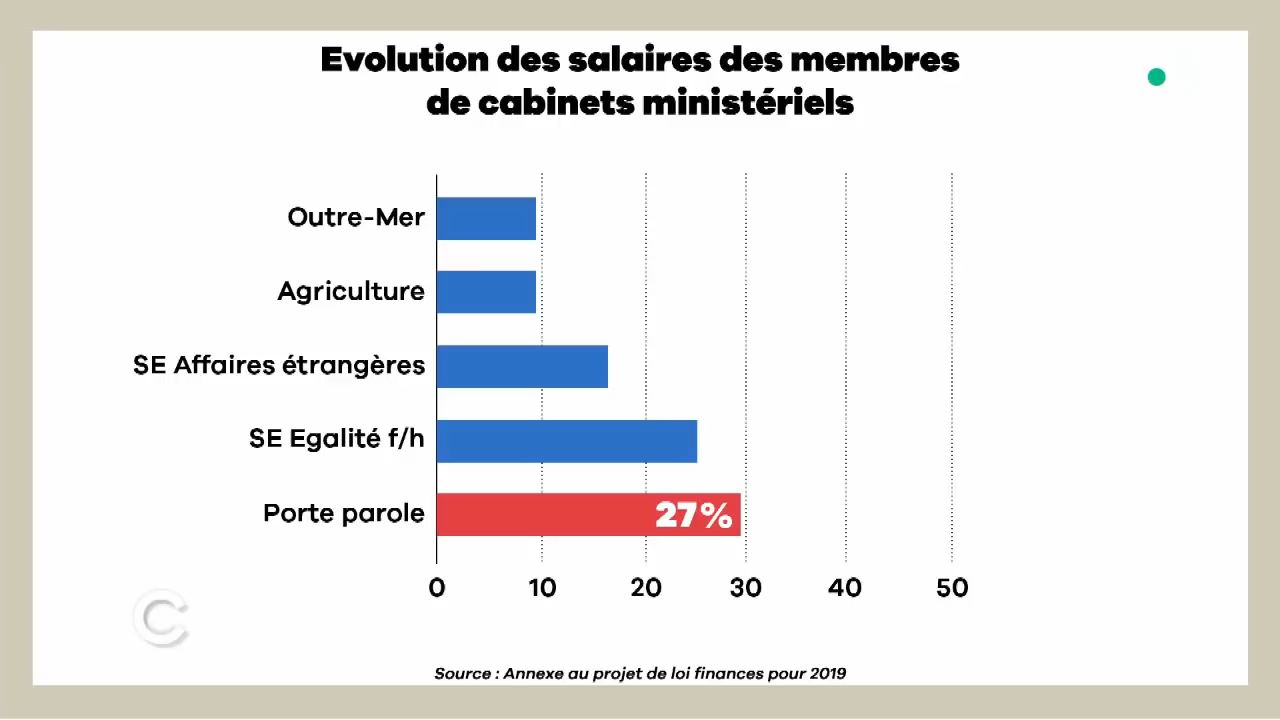 Evolution des salaires des membres
de cabinets ministériels
Outre-Mer
Agriculture
SE Affaires étrangères
SE Egalité f/h
Porte parole
27%
0 10 20 30 40 50
C
Source : Annexe au projet de loi finances pour 2019